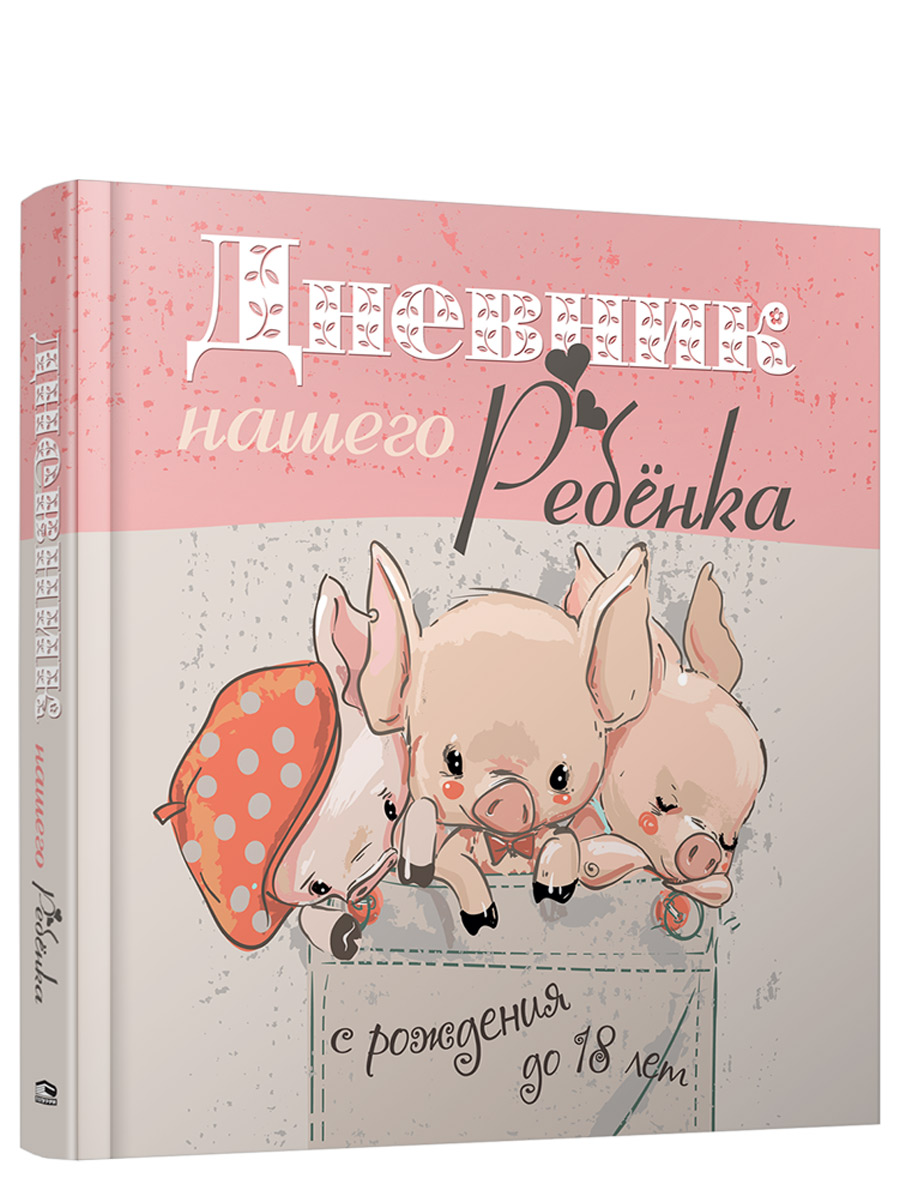 Дневник
нашего Ребёнка
с рождения
до 18 лет
Дневник нашего Ребёнка